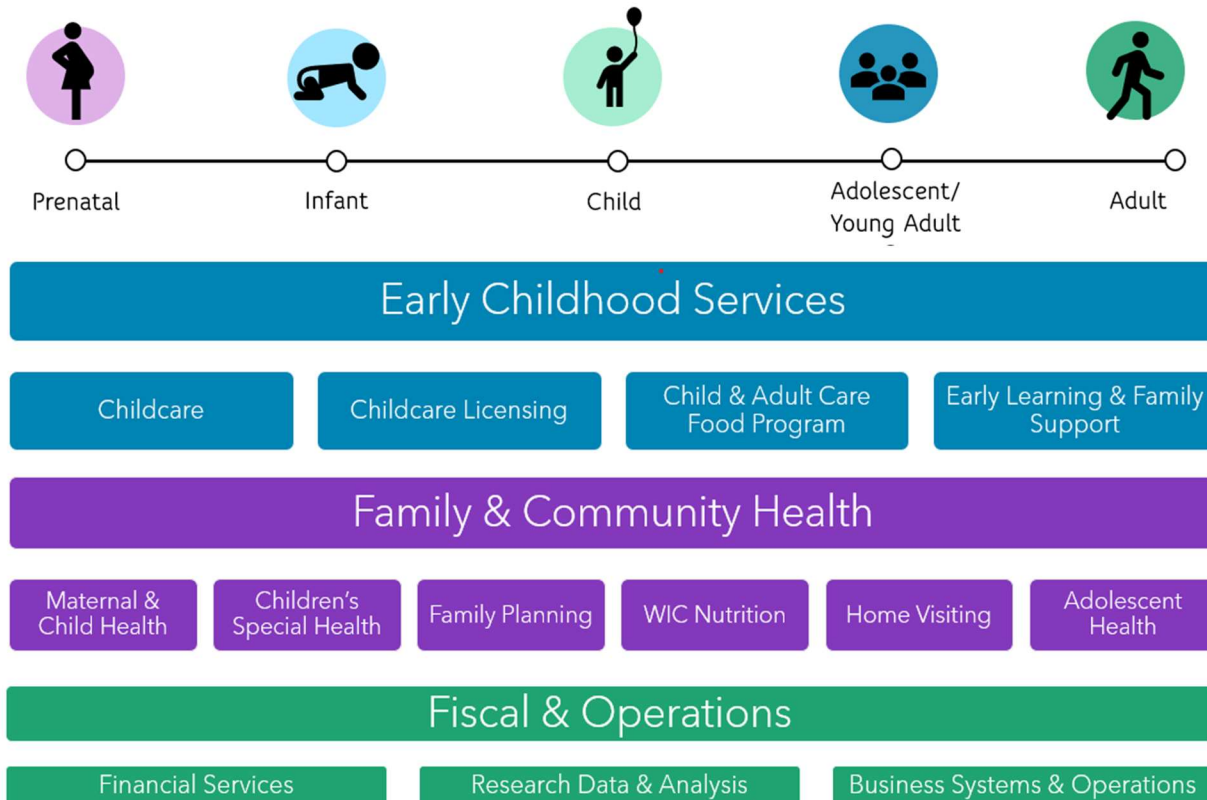 Prenatal
Infant
Child
Adolescent/
Young Adult
Adult
Early Childhood Services
Childcare
Childcare Licensing
Child & Adult Care
Food Program
Early Learning & Family
Support
Family & Community Health
Maternal &
Child Health
Children's
Special Health
Family Planning
WIC Nutrition
Home Visiting
Adolescent
Health
Fiscal & Operations
Financial Services
Research Data & Analysis
Business Systems & Operations